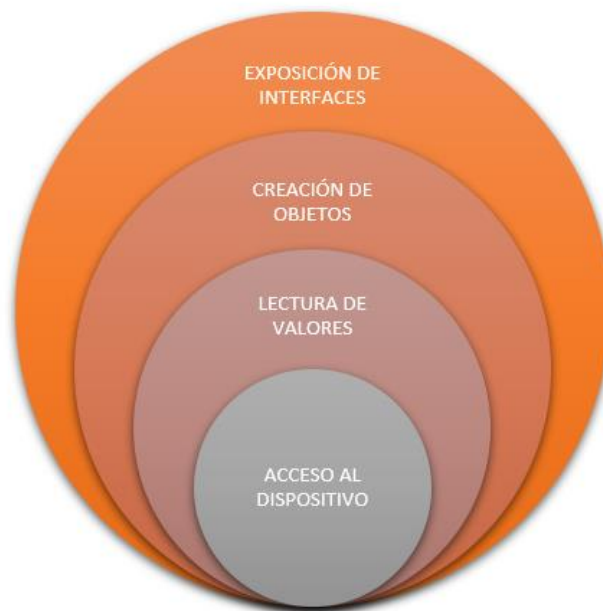 EXPOSICIÓN DE
INTERFACES
CREACIÓN DE
OBJETOS
LECTURA DE
VALORES
ACCESO AL
DISPOSITIVO